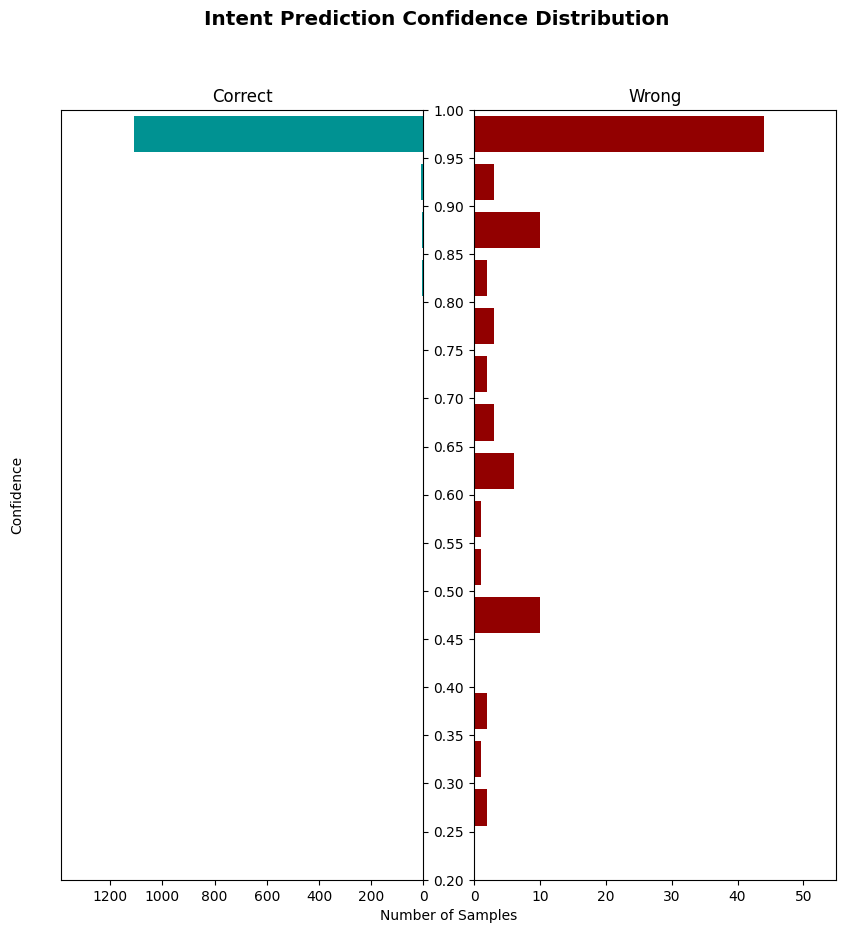 Intent Prediction Confidence Distribution
Correct
Wrong
1.00
0.95
0.90
0.85
0.80
0.75
0.70
0.65
0.60
0.55
0.50
0.45
0.40
0.35
0.30
0.25
0.20
Confidence
1200 1000 800 600 400 200 0
0 10 20 30 40 50
Number of Samples